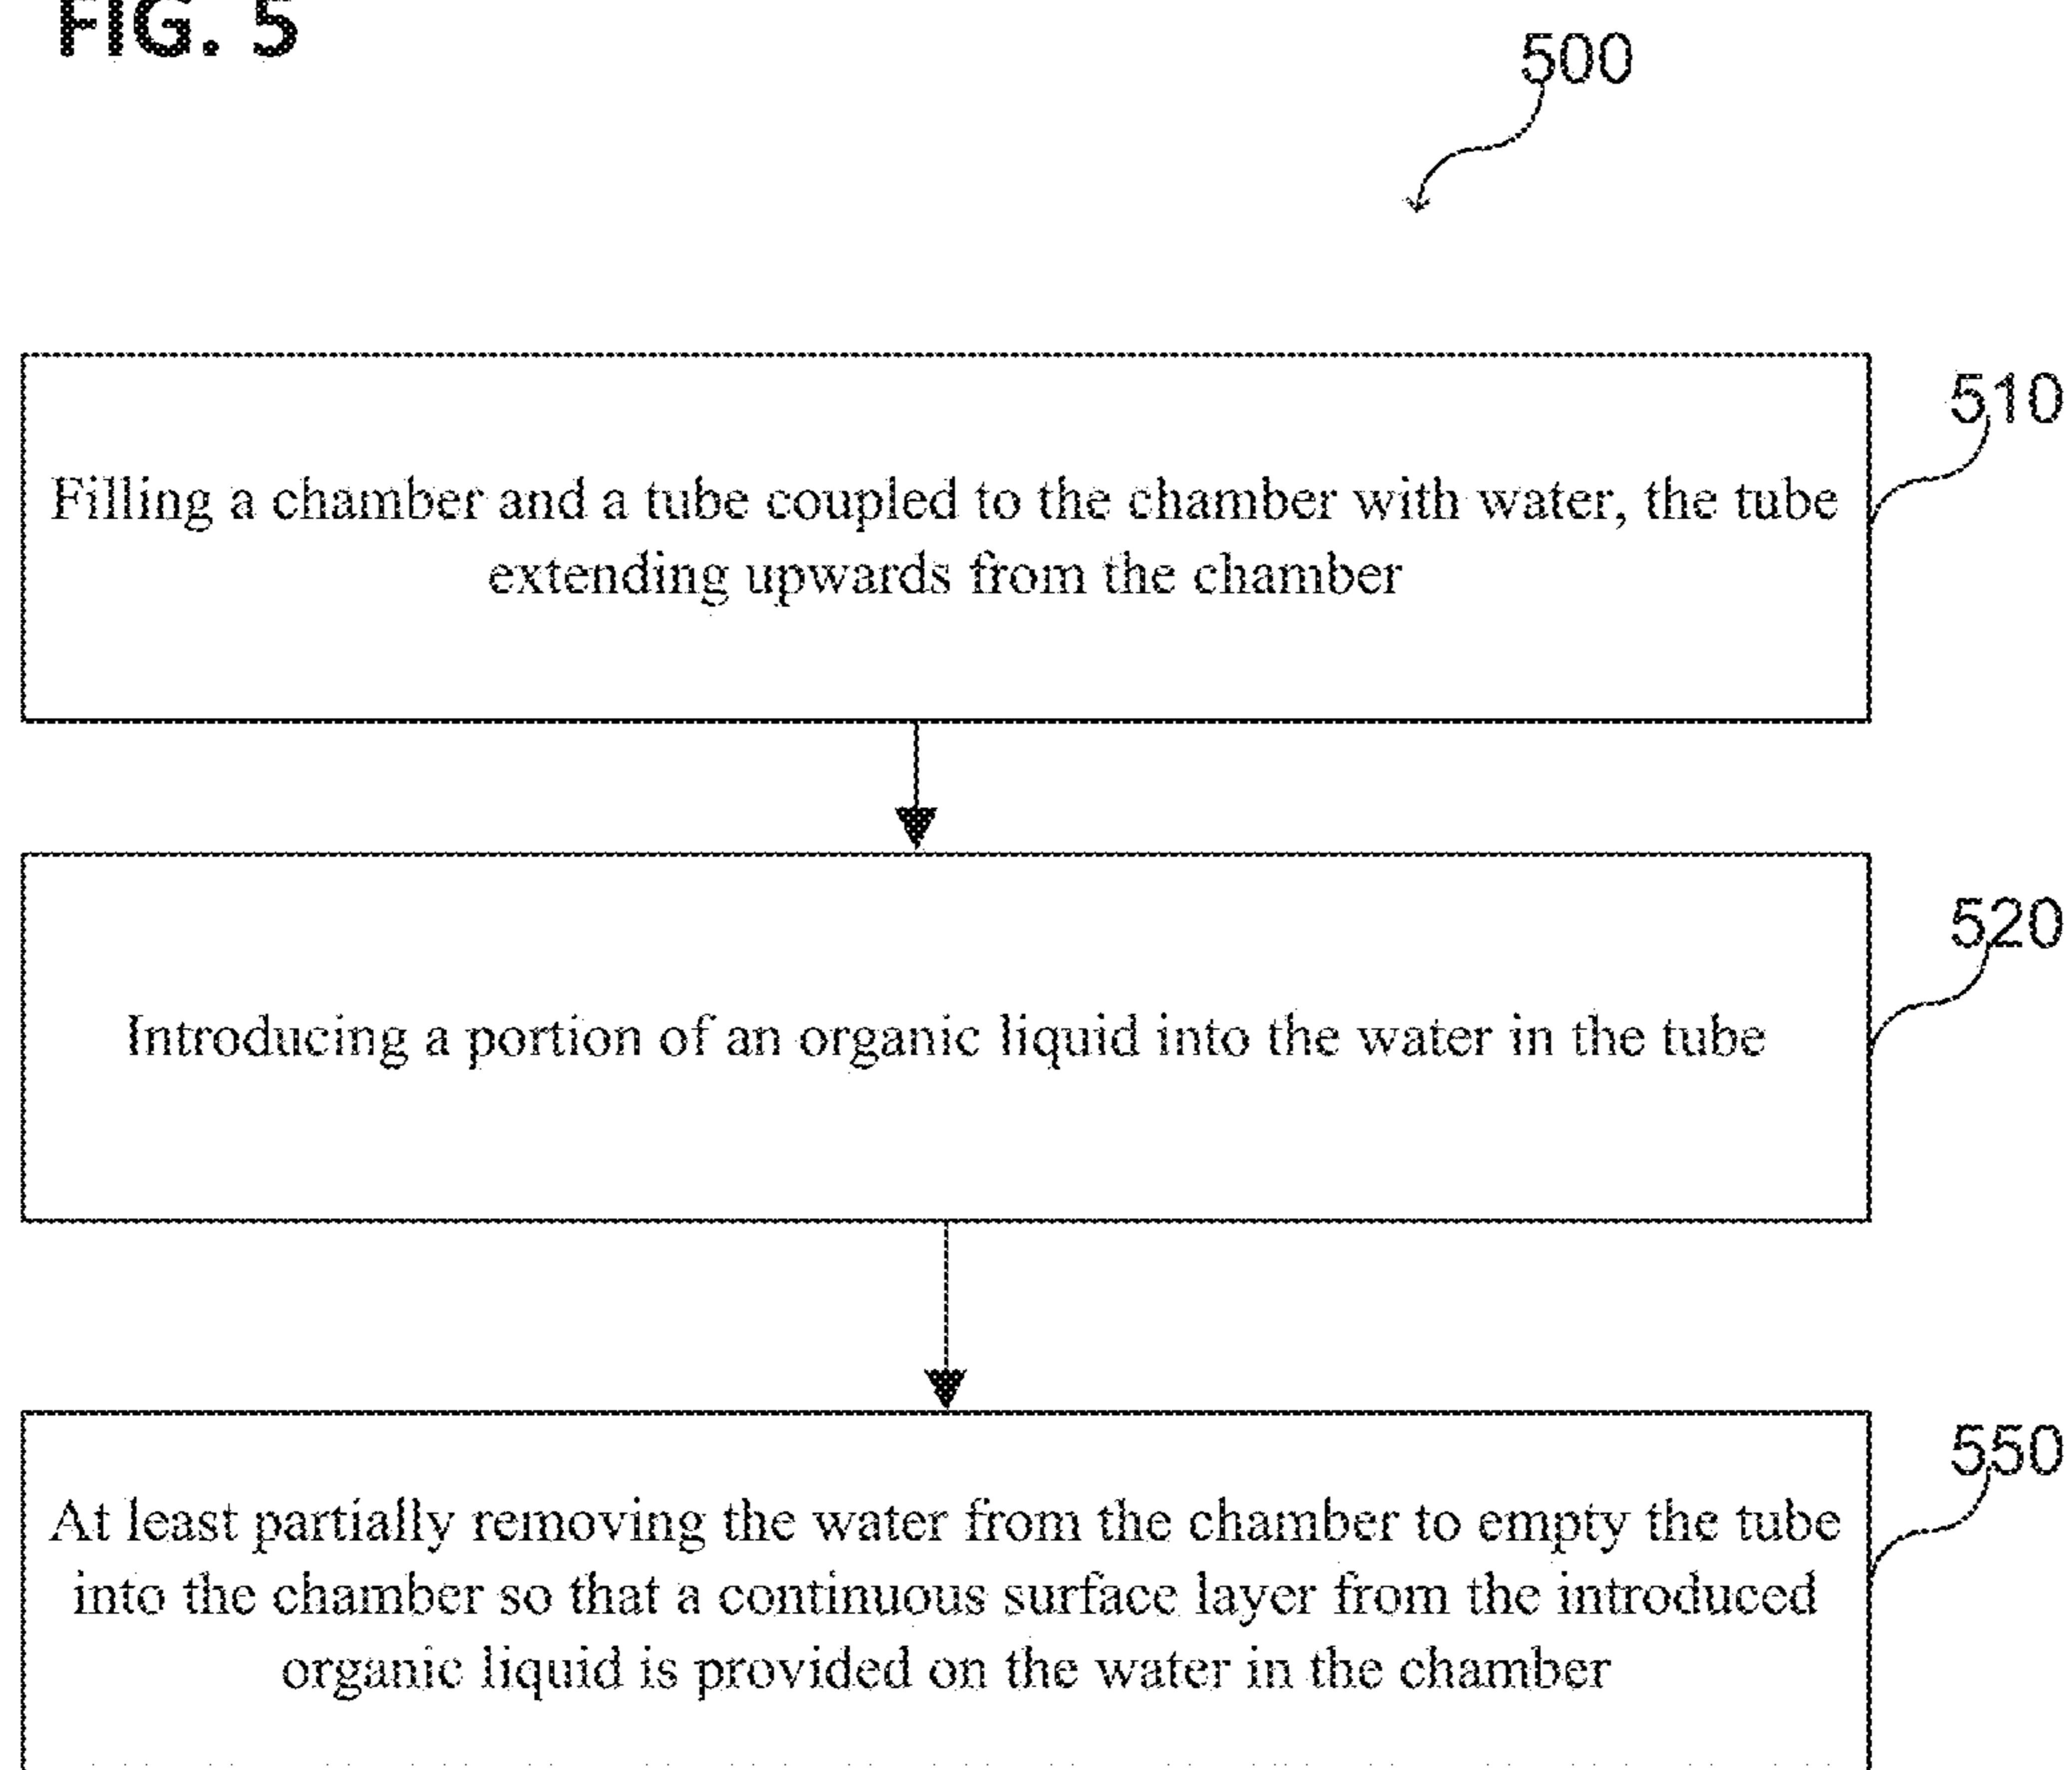 FIG. 5
500
510
Filling a chamber and a tube coupled to the chamber with water, the tube
extending upwards from the chamber
520
Introducing a portion of an organic liquid into the water in the tube
550
At least partially removing the water from the chamber to empty the tube
into the chamber so that a continuous surface layer from the introduced
organic liquid is provided on the water in the chamber